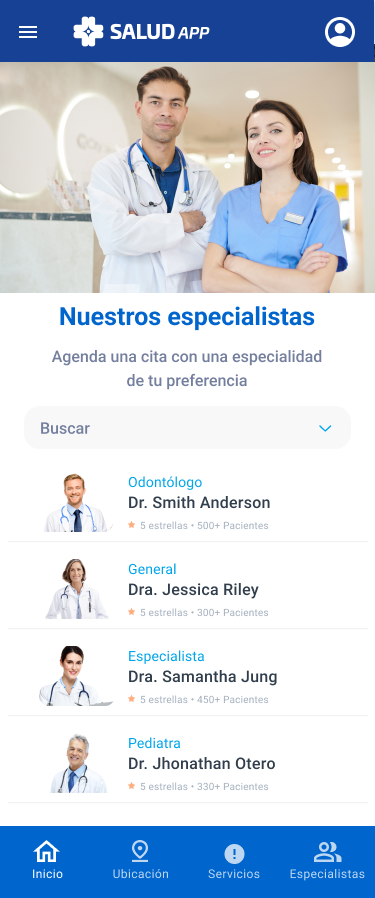 SALUD APP
Nuestros especialistas
Agenda una cita con una especialidad
de tu preferencia
Buscar
Odontólogo
Dr. Smith Anderson
5 estrellas • 500+ Pacientes
General
Dra. Jessica Riley
5 estrellas • 300+ Pacientes
Especialista
Dra. Samantha Jung
5 estrellas • 450+ Pacientes
Pediatra
Dr. Jhonathan Otero
5 estrellas • 330+ Pacientes
Inicio
Ubicación
Servicios
Especialistas